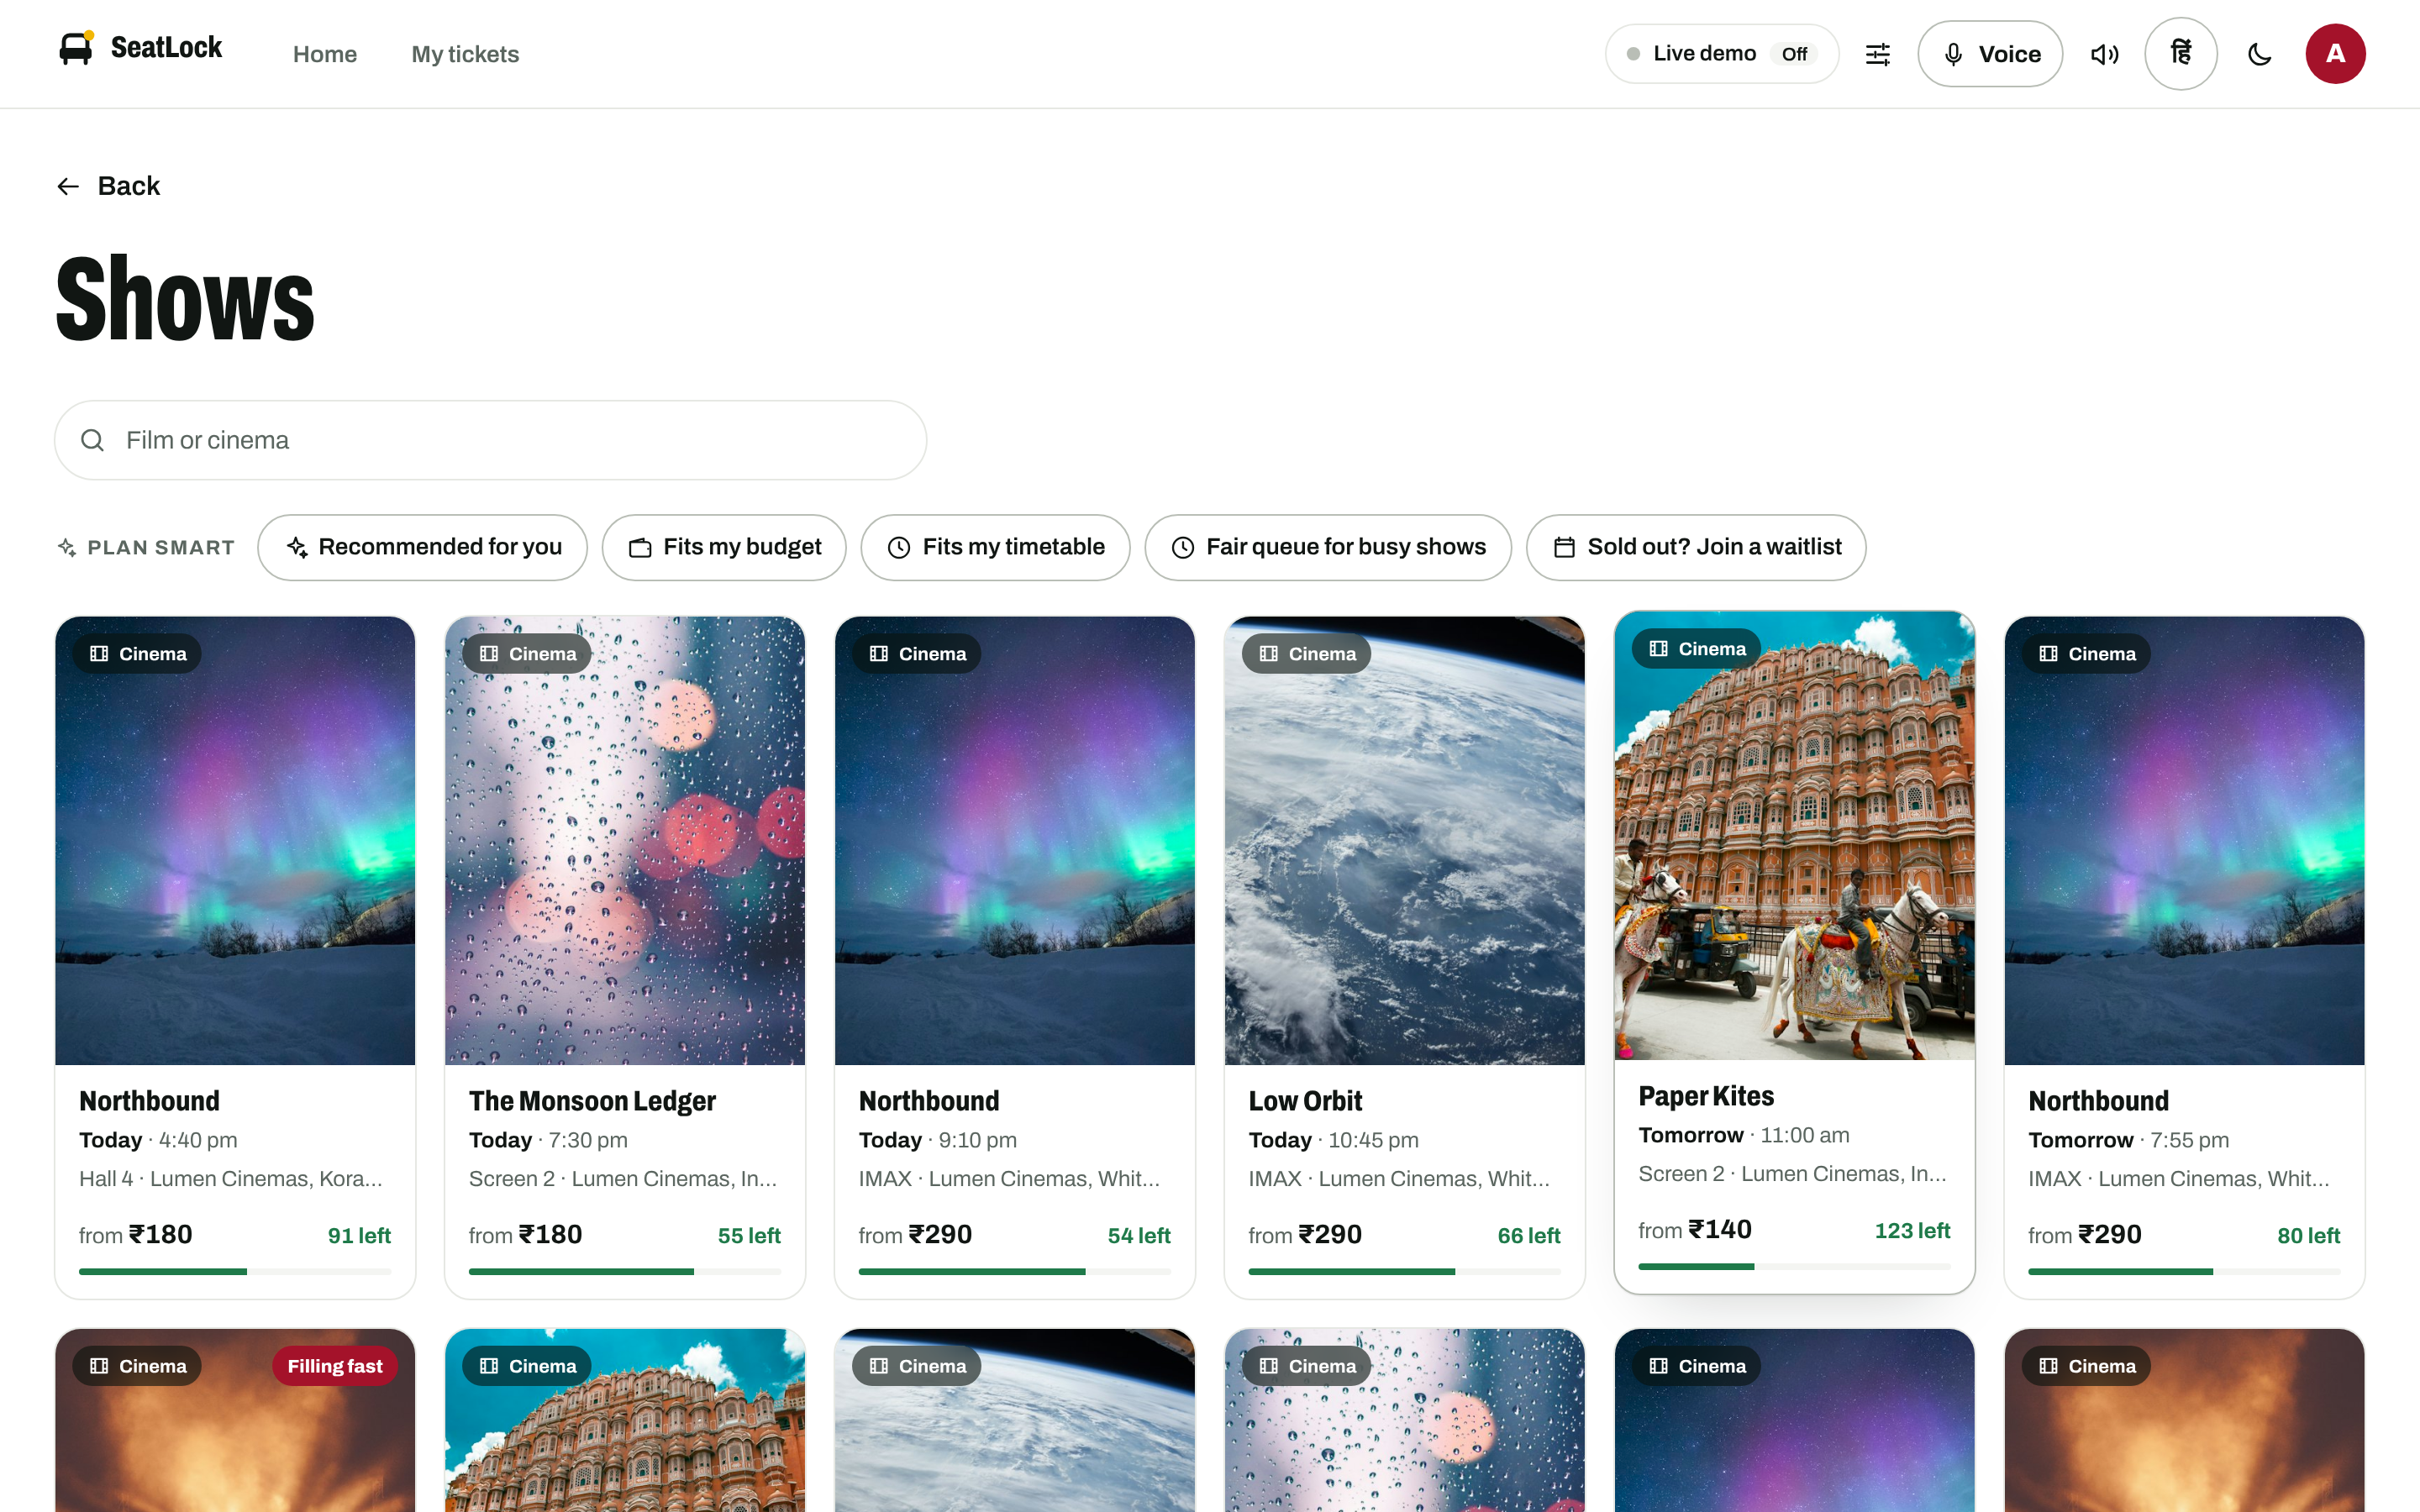 SeatLock
Home
My tickets
Live demo
Off
Voice
हिं
A
Back
Shows
Film or cinema
PLAN SMART
Recommended for you
Fits my budget
Fits my timetable
Fair queue for busy shows
Sold out? Join a waitlist
Cinema
Northbound
Today · 4:40 pm
Hall 4 · Lumen Cinemas, Kora...
from ₹180
91 left
Cinema
The Monsoon Ledger
Today · 7:30 pm
Screen 2 · Lumen Cinemas, In...
from ₹180
55 left
Cinema
Northbound
Today · 9:10 pm
IMAX · Lumen Cinemas, Whit...
from ₹290
54 left
Cinema
Low Orbit
Today · 10:45 pm
IMAX · Lumen Cinemas, Whit...
from ₹290
66 left
Cinema
Paper Kites
Tomorrow · 11:00 am
Screen 2 · Lumen Cinemas, In...
from ₹140
123 left
Cinema
Northbound
Tomorrow · 7:55 pm
IMAX · Lumen Cinemas, Whit...
from ₹290
80 left
Cinema
Filling fast
Cinema
Cinema
Cinema
Cinema
Cinema